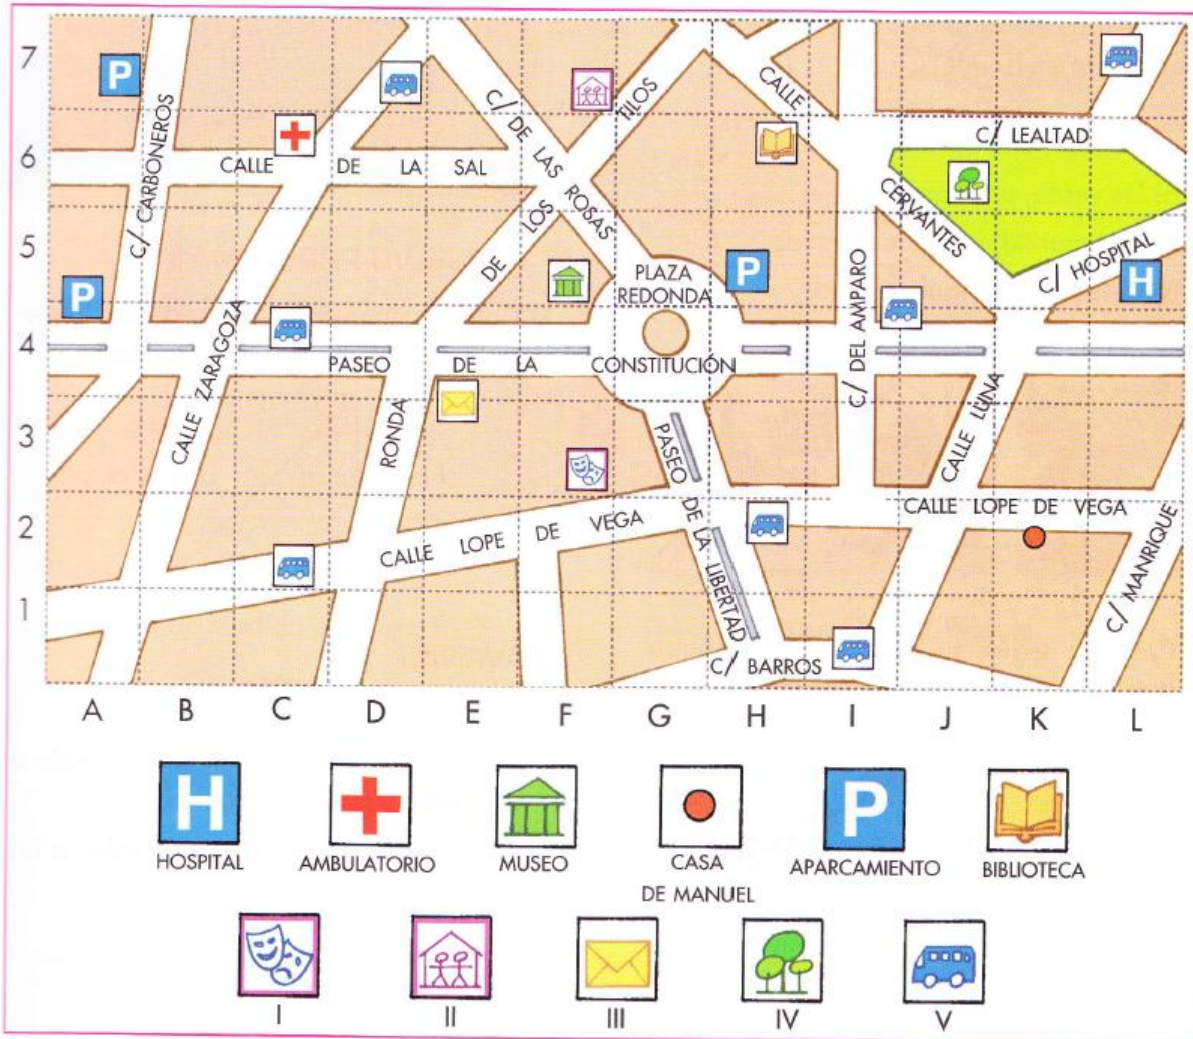 7
6
5
4
3
2
1
P
P
P
H
C/ CARBONEROS
CALLE DE LA SAL
C/ DE LAS ROSAS
DE LOS TILOS
CALLE
CERVANTES
C/ LEALTAD
C/ HOSPITAL
PLAZA
REDONDA
CALLE ZARAGOZA
PASEO DE LA CONSTITUCIÓN
C/ DEL AMPARO
RONDA
PASEO DE LA LIBERTAD
CALLE LUNA
CALLE LOPE DE VEGA
CALLE LOPE DE VEGA
C/ MANRIQUE
C/ BARROS
A B C D E F G H I J K L
H
P
HOSPITAL
AMBULATORIO
MUSEO
CASA
DE MANUEL
APARCAMIENTO
BIBLIOTECA
I II III IV V